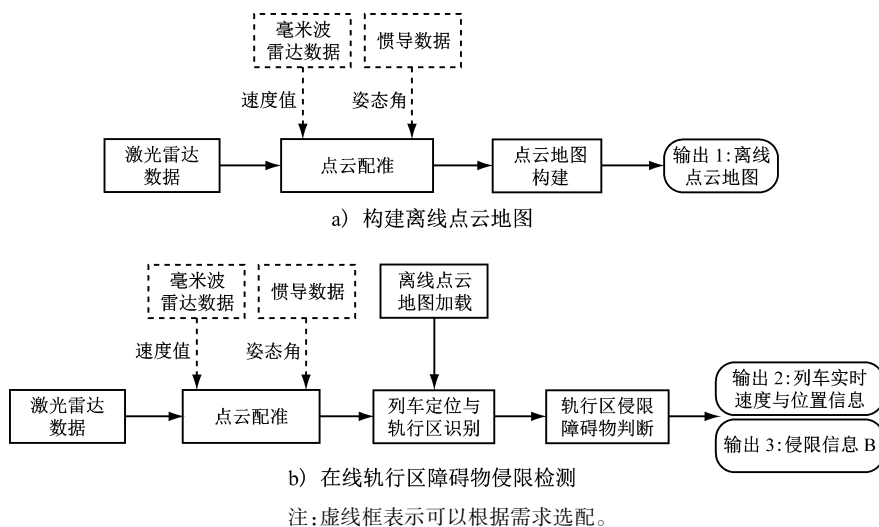 毫米波
雷达数据
惯导数据
速度值
姿态角
激光雷达
数据
点云配准
点云地图
构建
输出 1:离线
点云地图
a) 构建离线点云地图
毫米波
雷达数据
惯导数据
离线点云
地图加载
速度值
姿态角
激光雷达
数据
点云配准
列车定位与
轨行区识别
轨行区侵限
障碍物判断
输出 2:列车实时
速度与位置信息
输出 3:侵限信息 B
b) 在线轨行区障碍物侵限检测
注:虚线框表示可以根据需求选配。